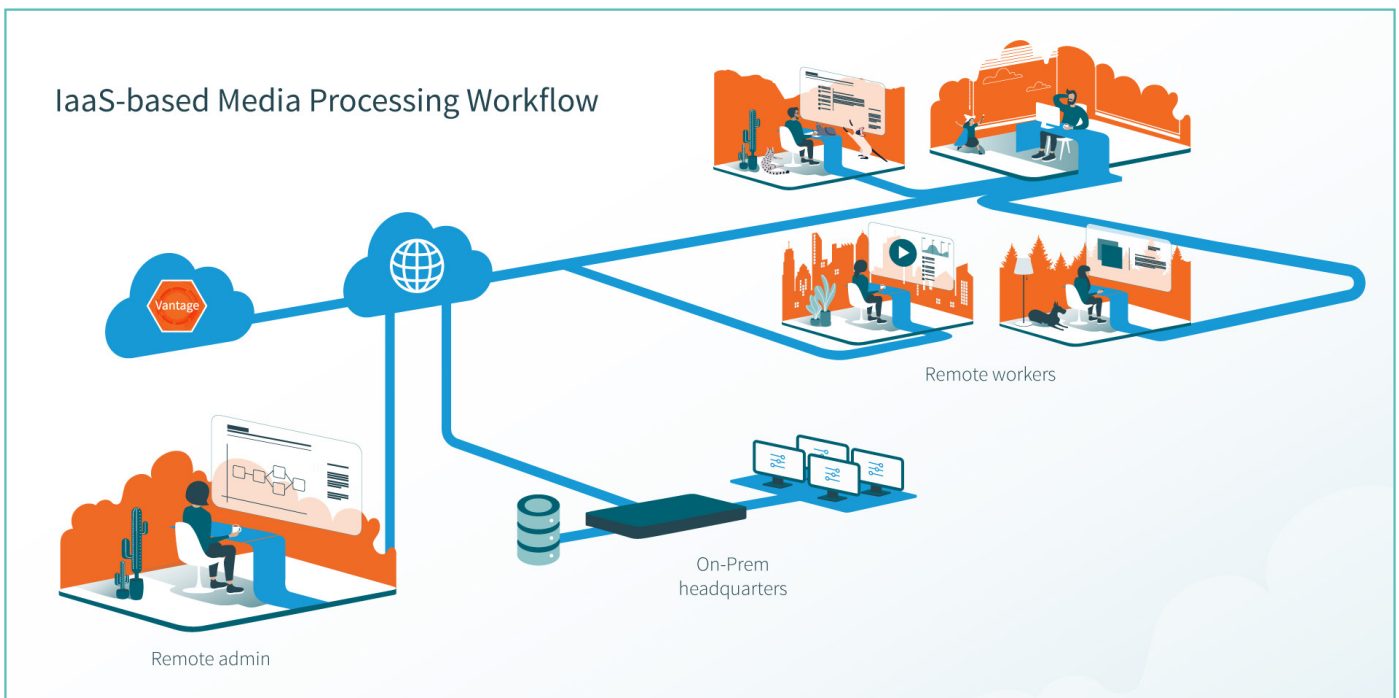 IaaS-based Media Processing Workflow
Vantage
Remote workers
On-Prem
headquarters
Remote admin